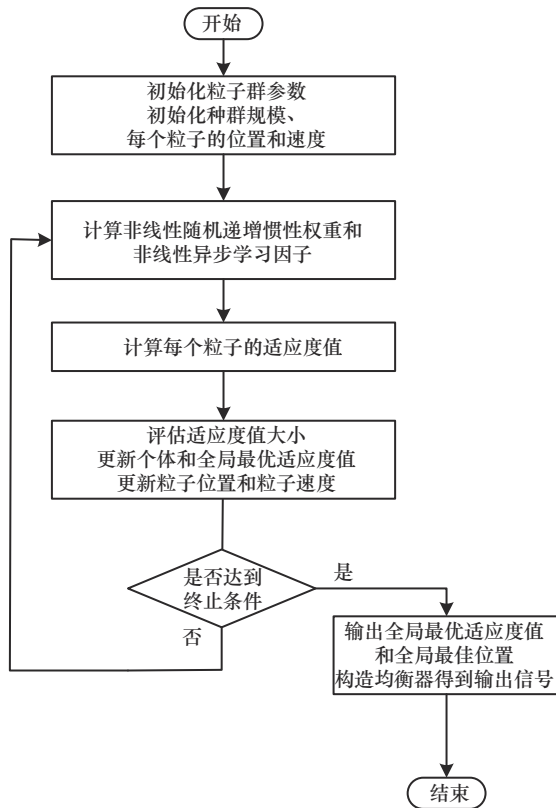 开始
初始化粒子群参数
初始化种群规模、
每个粒子的位置和速度
计算非线性随机递增惯性权重和
非线性异步学习因子
计算每个粒子的适应度值
评估适应度值大小
更新个体和全局最优适应度值
更新粒子位置和粒子速度
是否达到
终止条件
是
否
输出全局最优适应度值
和全局最佳位置
构造均衡器得到输出信号
结束